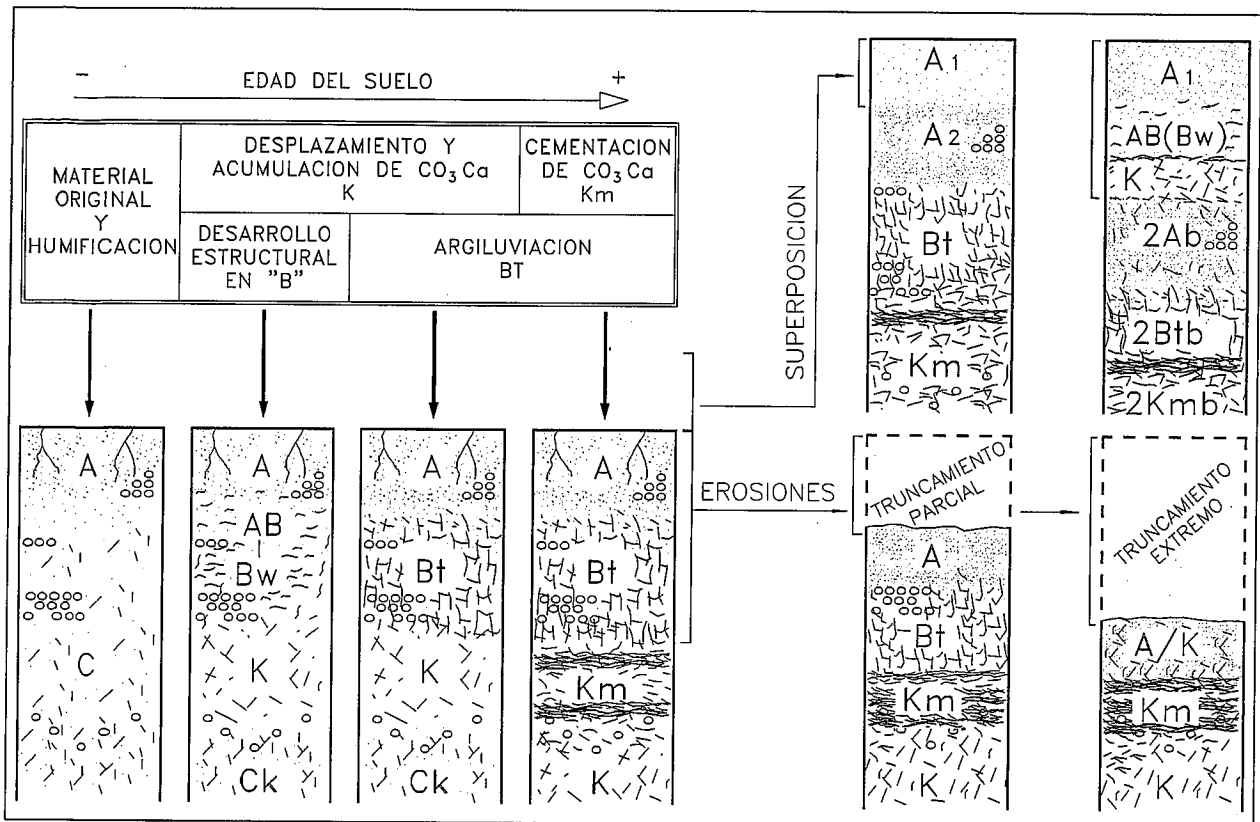 - EDAD DEL SUELO +
MATERIAL
ORIGINAL
Y
HUMIFICACION
DESPLAZAMIENTO Y
ACUMULACION DE CO₃Ca
K
CEMENTACION
DE CO₃Ca
Km
DESARROLLO
ESTRUCTURAL
EN "B"
ARGILUVIACION
BT
A
C
A
AB
Bw
K
Ck
A
Bt
K
Ck
A
Bt
Km
K
SUPERPOSICION
A1
A2
Bt
Km
A1
AB(Bw)
K
2Ab
2Btb
2Kmb
EROSIONES
TRUNCAMIENTO
PARCIAL
A
Bt
Km
K
TRUNCAMIENTO
EXTREMO
A/K
Km
K